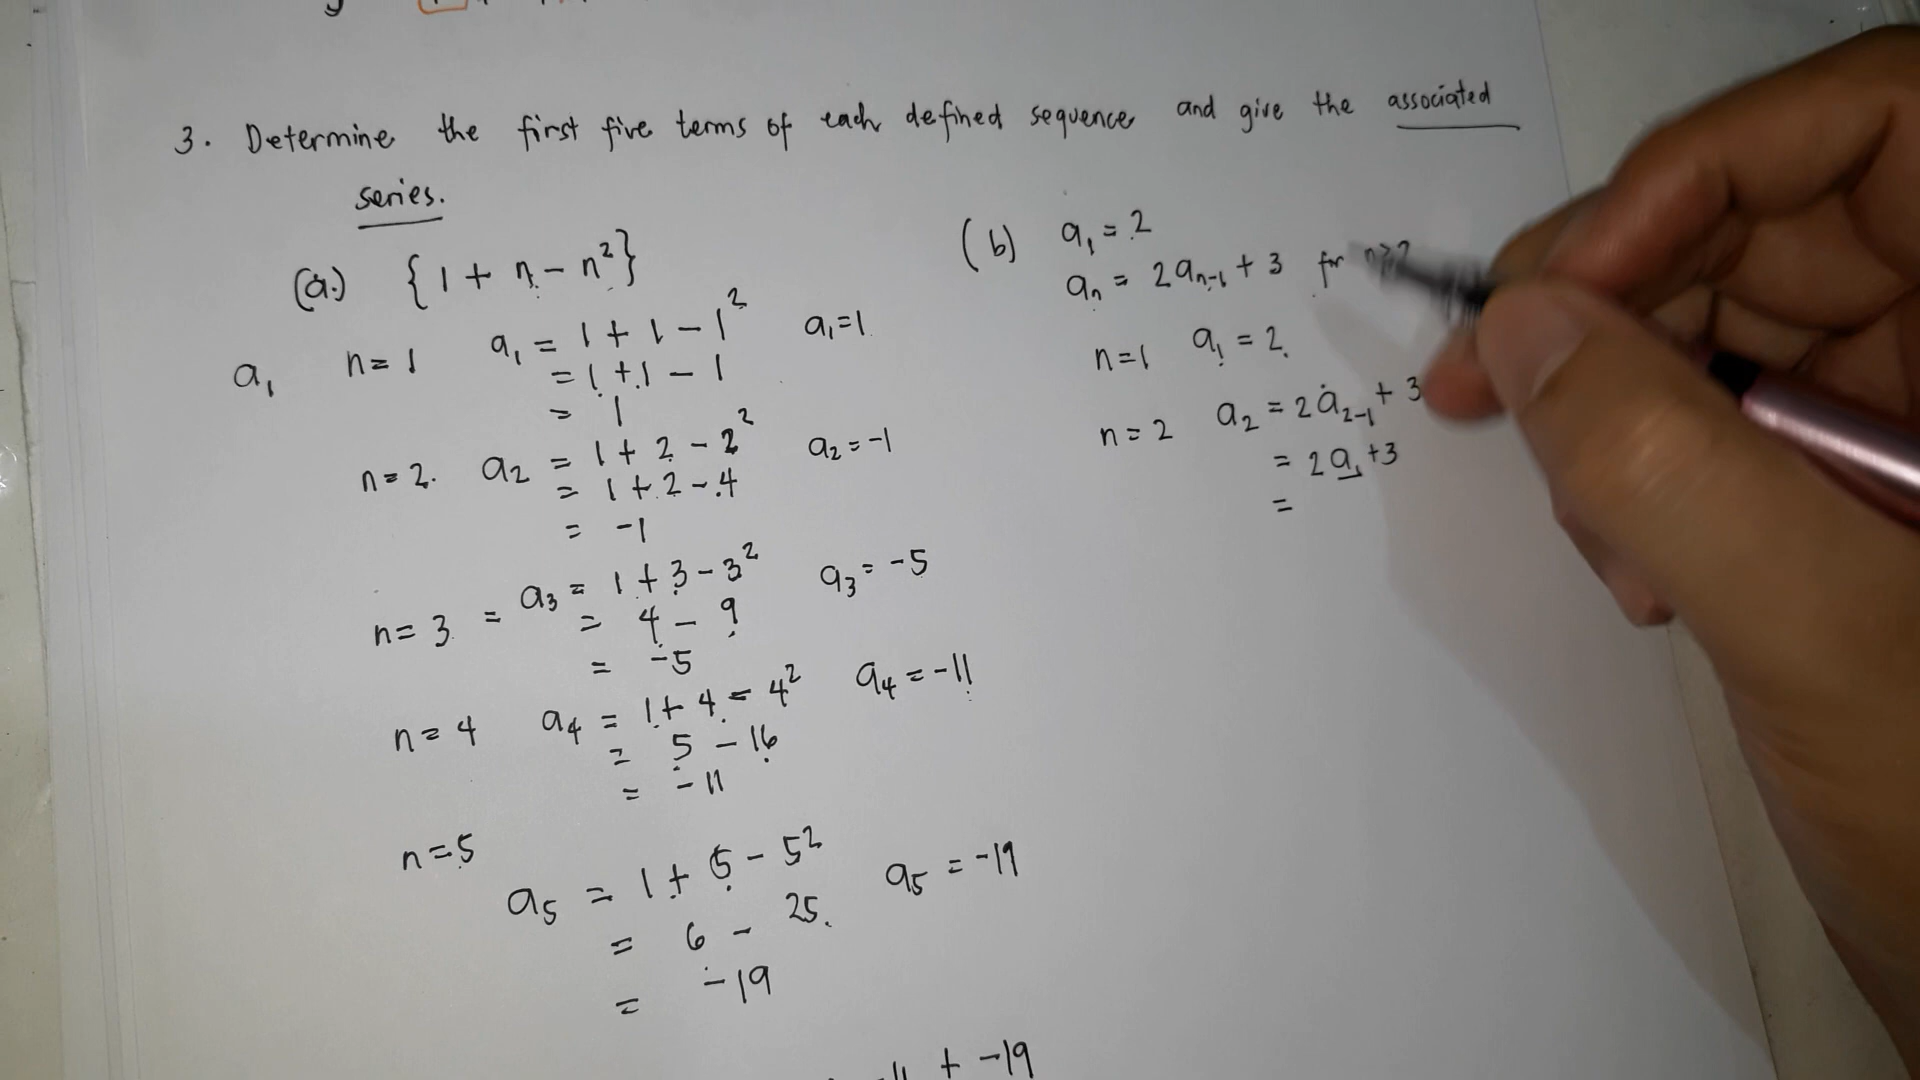 3. Determine the first five terms of each defined sequence and give the associated
series.
(a.) {1 + n - n²}
a₁ n = 1 a₁ = 1 + 1 - 1² a₁ = 1
= 1 + 1 - 1
= 1
n = 2 a₂ = 1 + 2 - 2² a₂ = -1
= 1 + 2 - 4
= -1
n = 3 = a₃ = 1 + 3 - 3² a₃ = -5
= 4 - 9
= -5
n = 4 a₄ = 1 + 4 - 4² a₄ = -11
= 5 - 16
= -11
n = 5
a₅ = 1 + 5 - 5² a₅ = -19
= 6 - 25
= -19
+ -19
(b) a₁ = 2
aₙ = 2aₙ₋₁ + 3 for n ≥ 2
n = 1 a₁ = 2
n = 2 a₂ = 2a₂₋₁ + 3
= 2a₁ + 3
=